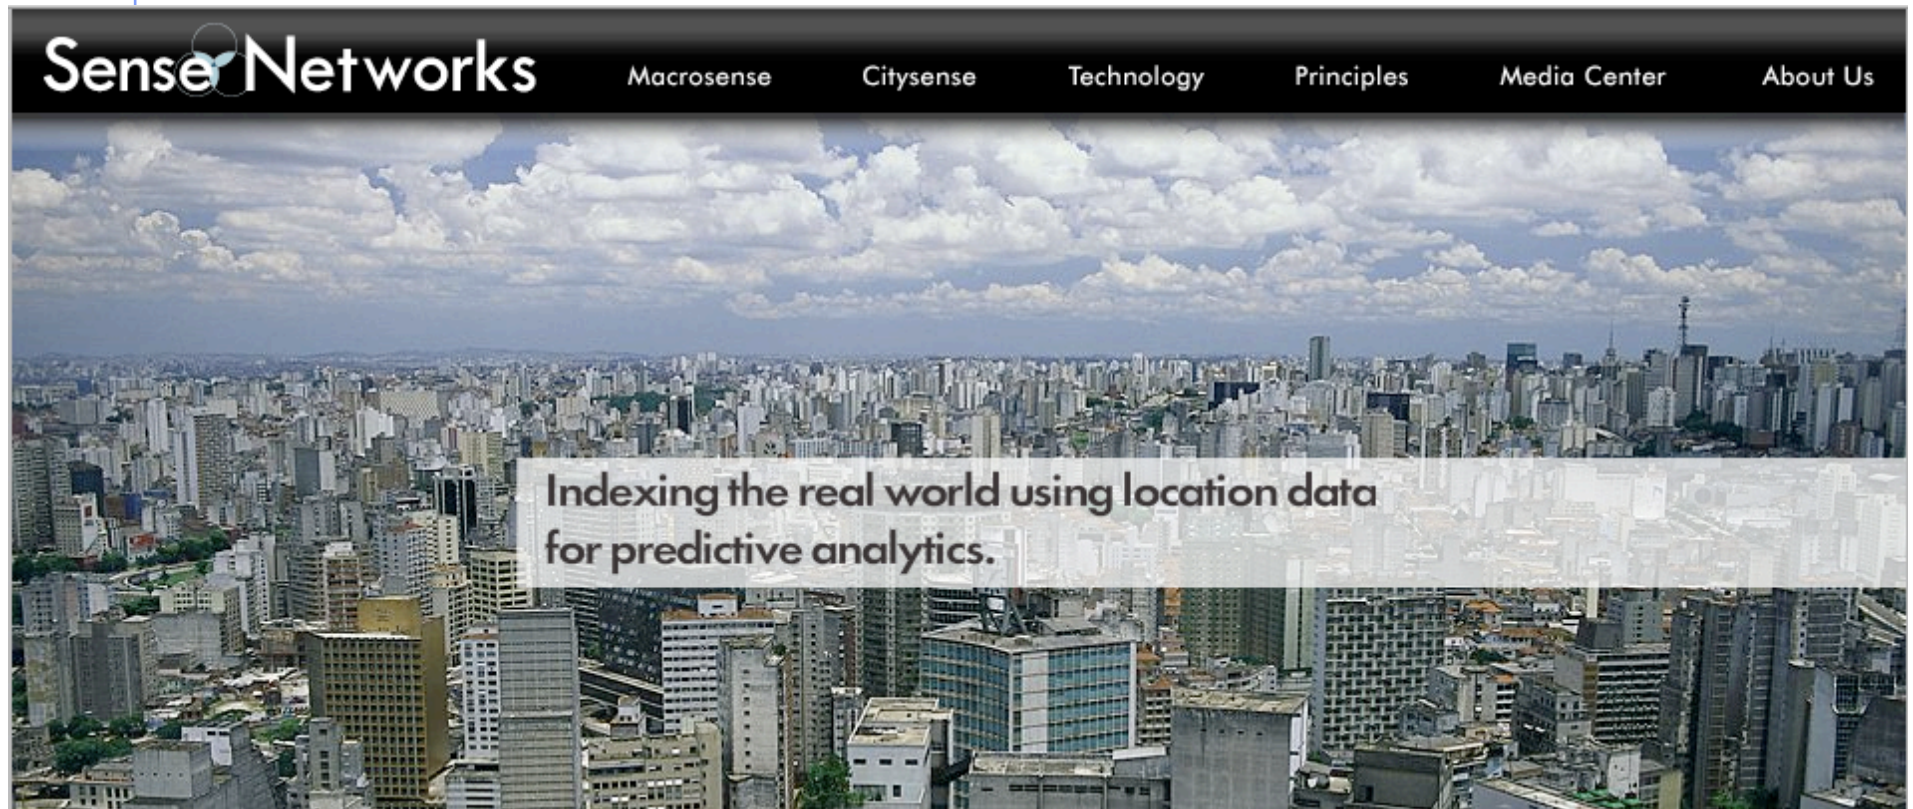 Sense Networks
Macrosense
Citysense
Technology
Principles
Media Center
About Us
Indexing the real world using location data
for predictive analytics.